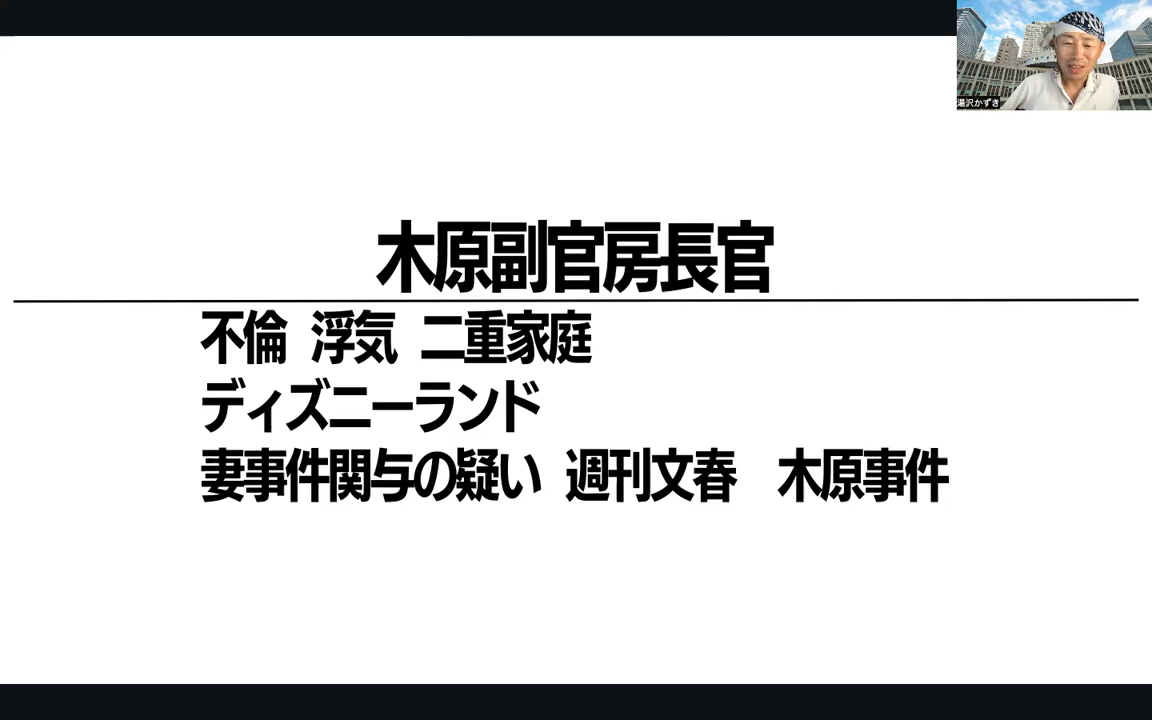 湯沢かずき
木原副官房長官
不倫 浮気 二重家庭
ディズニーランド
妻事件関与の疑い 週刊文春　木原事件